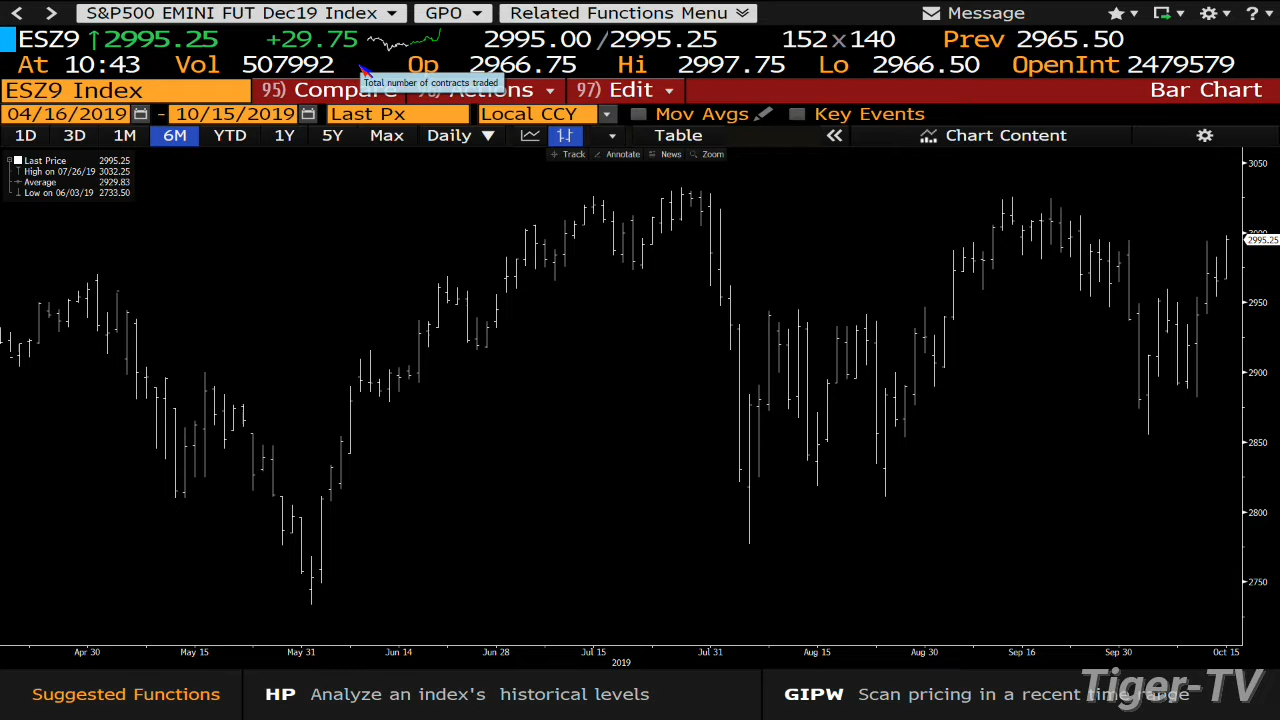 S&P500 EMINI FUT Dec19 Index GPO Related Functions Menu Message ?
ESZ9 ↑2995.25 +29.75 2995.00/2995.25 152×140 Prev 2965.50
At 10:43 Vol 507992 Op 2966.75 Hi 2997.75 Lo 2966.50 OpenInt 2479579
Total number of contracts traded
ESZ9 Index 95) Compare Actions 97) Edit Bar Chart
04/16/2019 - 10/15/2019 Last Px Local CCY Mov Avgs Key Events
1D 3D 1M 6M YTD 1Y 5Y Max Daily ▼ Table « Chart Content
Track Annotate News Zoom
Last Price 2995.25
High on 07/26/19 3032.25
Average 2929.83
Low on 06/03/19 2733.50
3050
3000
2995.25
2950
2900
2850
2800
2750
Apr 30 May 15 May 31 Jun 14 Jun 28 Jul 15 Jul 31 Aug 15 Aug 30 Sep 16 Sep 30 Oct 15
2019
Suggested Functions HP Analyze an index's historical levels GIPW Scan pricing in a recent time range
Tiger-TV